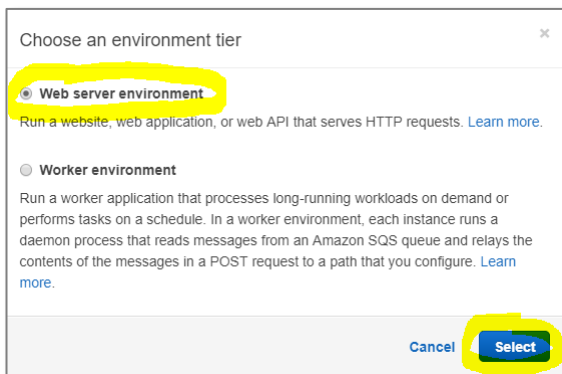 Choose an environment tier
×
Web server environment
Run a website, web application, or web API that serves HTTP requests. Learn more.
Worker environment
Run a worker application that processes long-running workloads on demand or
performs tasks on a schedule. In a worker environment, each instance runs a
daemon process that reads messages from an Amazon SQS queue and relays the
contents of the messages in a POST request to a path that you configure. Learn
more.
Cancel Select